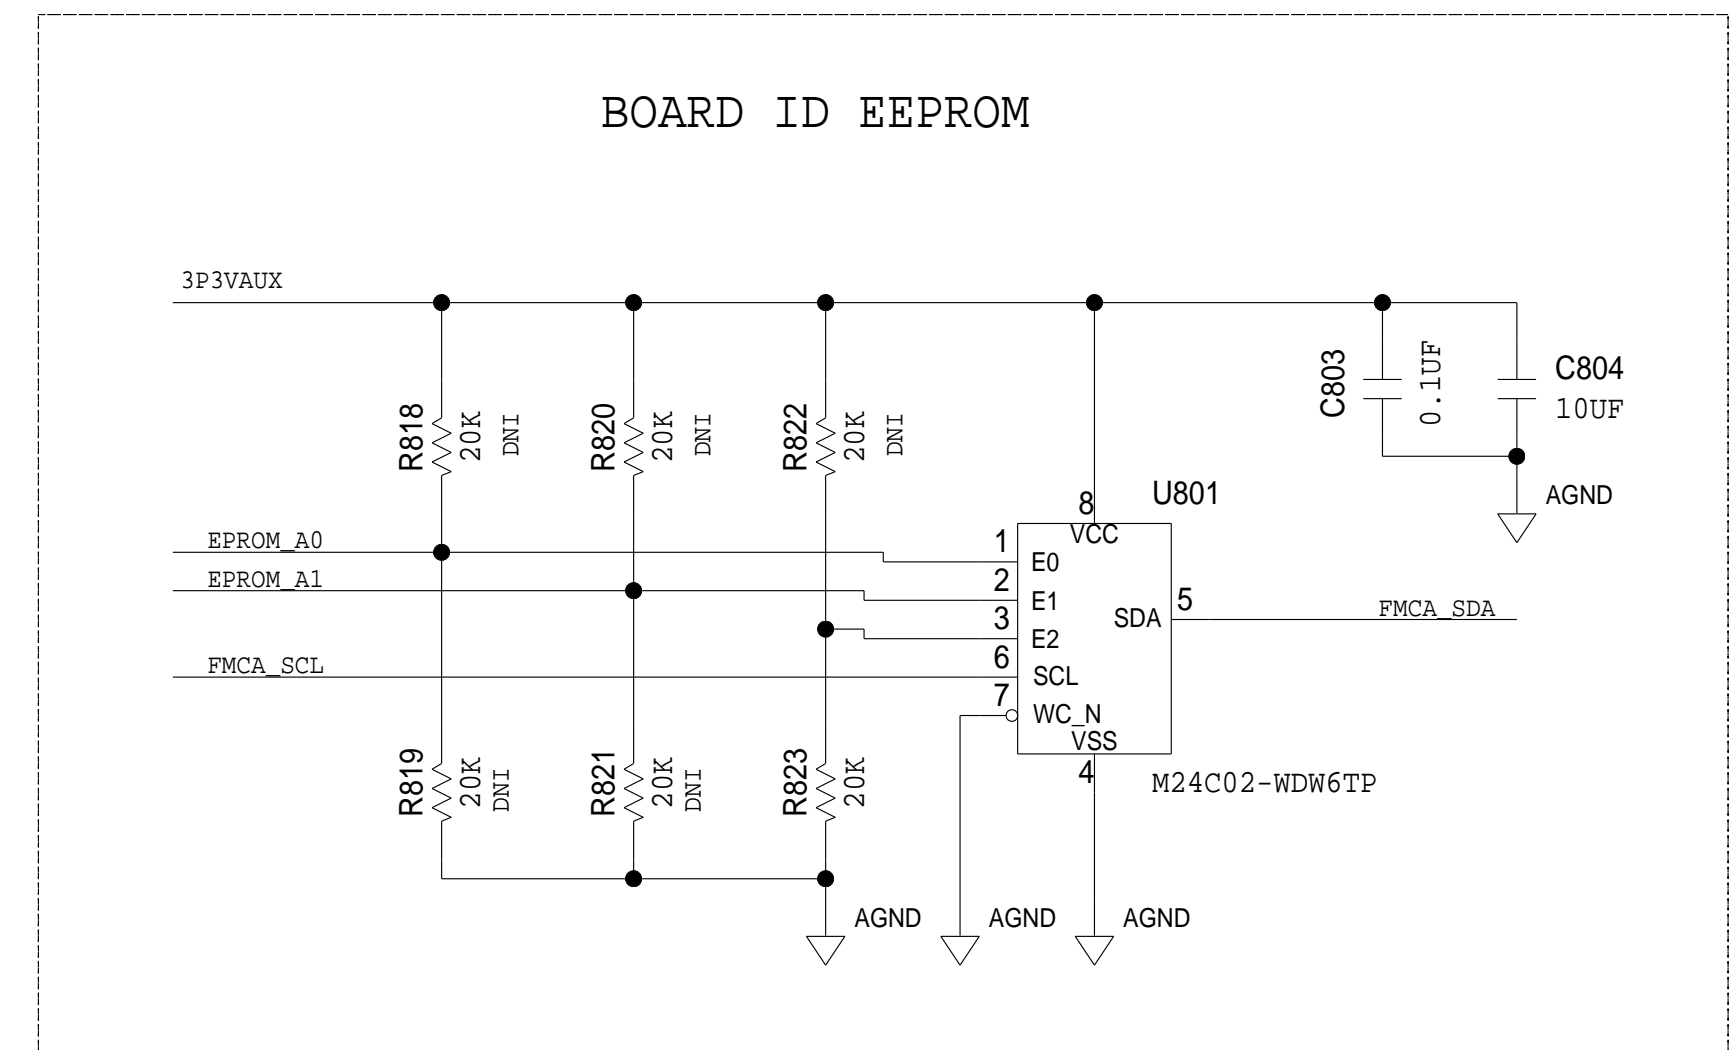 BOARD ID EEPROM
3P3VAUX
R818
20K
DNI
R820
20K
DNI
R822
20K
DNI
C803
0.1UF
C804
10UF
AGND
U801
8
VCC
EPROM_A0
1
E0
EPROM_A1
2
E1
3
E2
SDA
5
FMCA_SDA
FMCA_SCL
6
SCL
7
WC_N
VSS
4
M24C02-WDW6TP
R819
20K
DNI
R821
20K
DNI
R823
20K
AGND
AGND
AGND